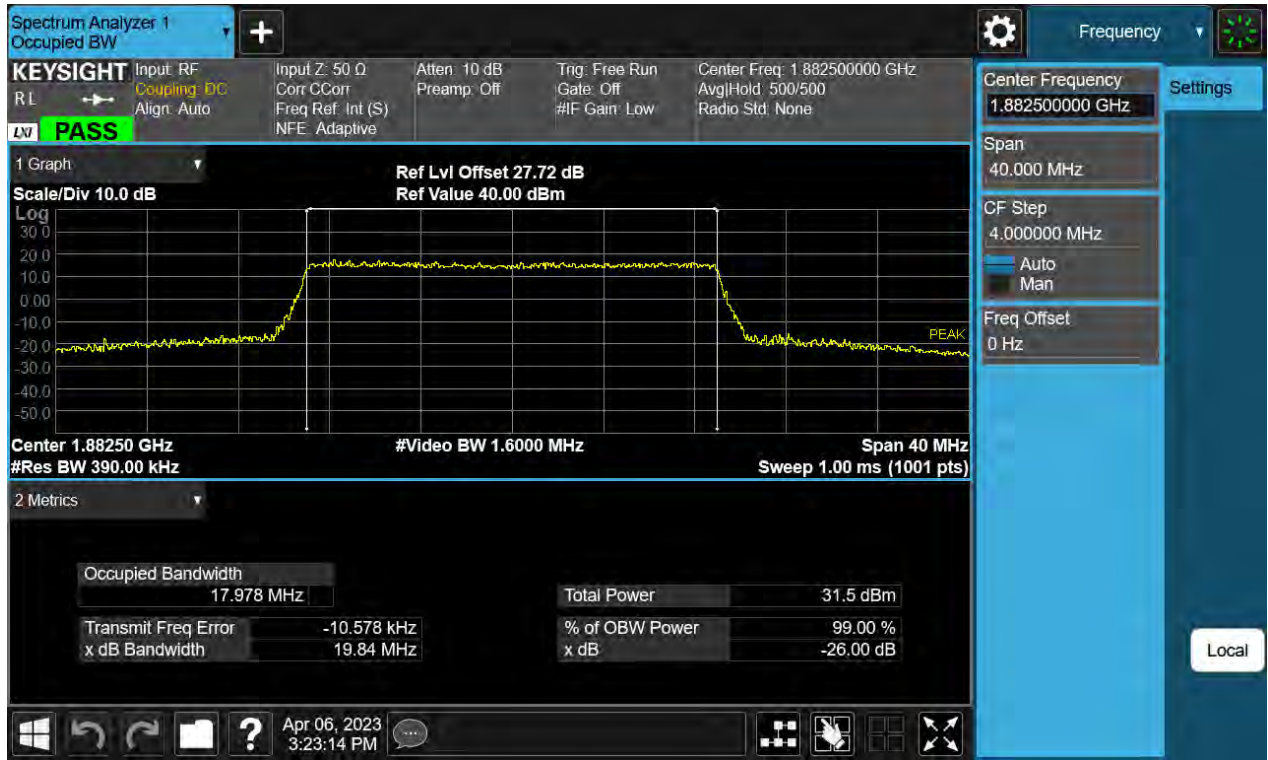 Spectrum Analyzer 1
Occupied BW
+
Frequency
KEYSIGHT
RL
LXI
PASS
Input: RF
Coupling: DC
Align: Auto
Input Z: 50 Ω
Corr CCorr
Freq Ref: Int (S)
NFE: Adaptive
Atten: 10 dB
Preamp: Off
Trig: Free Run
Gate: Off
#IF Gain: Low
Center Freq: 1.882500000 GHz
Avg|Hold: 500/500
Radio Std: None
Center Frequency
1.882500000 GHz
Settings
Span
40.000 MHz
CF Step
4.000000 MHz
Auto
Man
Freq Offset
0 Hz
Local
1 Graph
Scale/Div 10.0 dB
Ref Lvl Offset 27.72 dB
Ref Value 40.00 dBm
Log
30.0
20.0
10.0
0.00
-10.0
-20.0
-30.0
-40.0
-50.0
PEAK
Center 1.88250 GHz
#Video BW 1.6000 MHz
Span 40 MHz
#Res BW 390.00 kHz
Sweep 1.00 ms (1001 pts)
2 Metrics
Occupied Bandwidth
17.978 MHz
Total Power 31.5 dBm
Transmit Freq Error -10.578 kHz
% of OBW Power 99.00 %
x dB Bandwidth 19.84 MHz
x dB -26.00 dB
?
Apr 06, 2023
3:23:14 PM